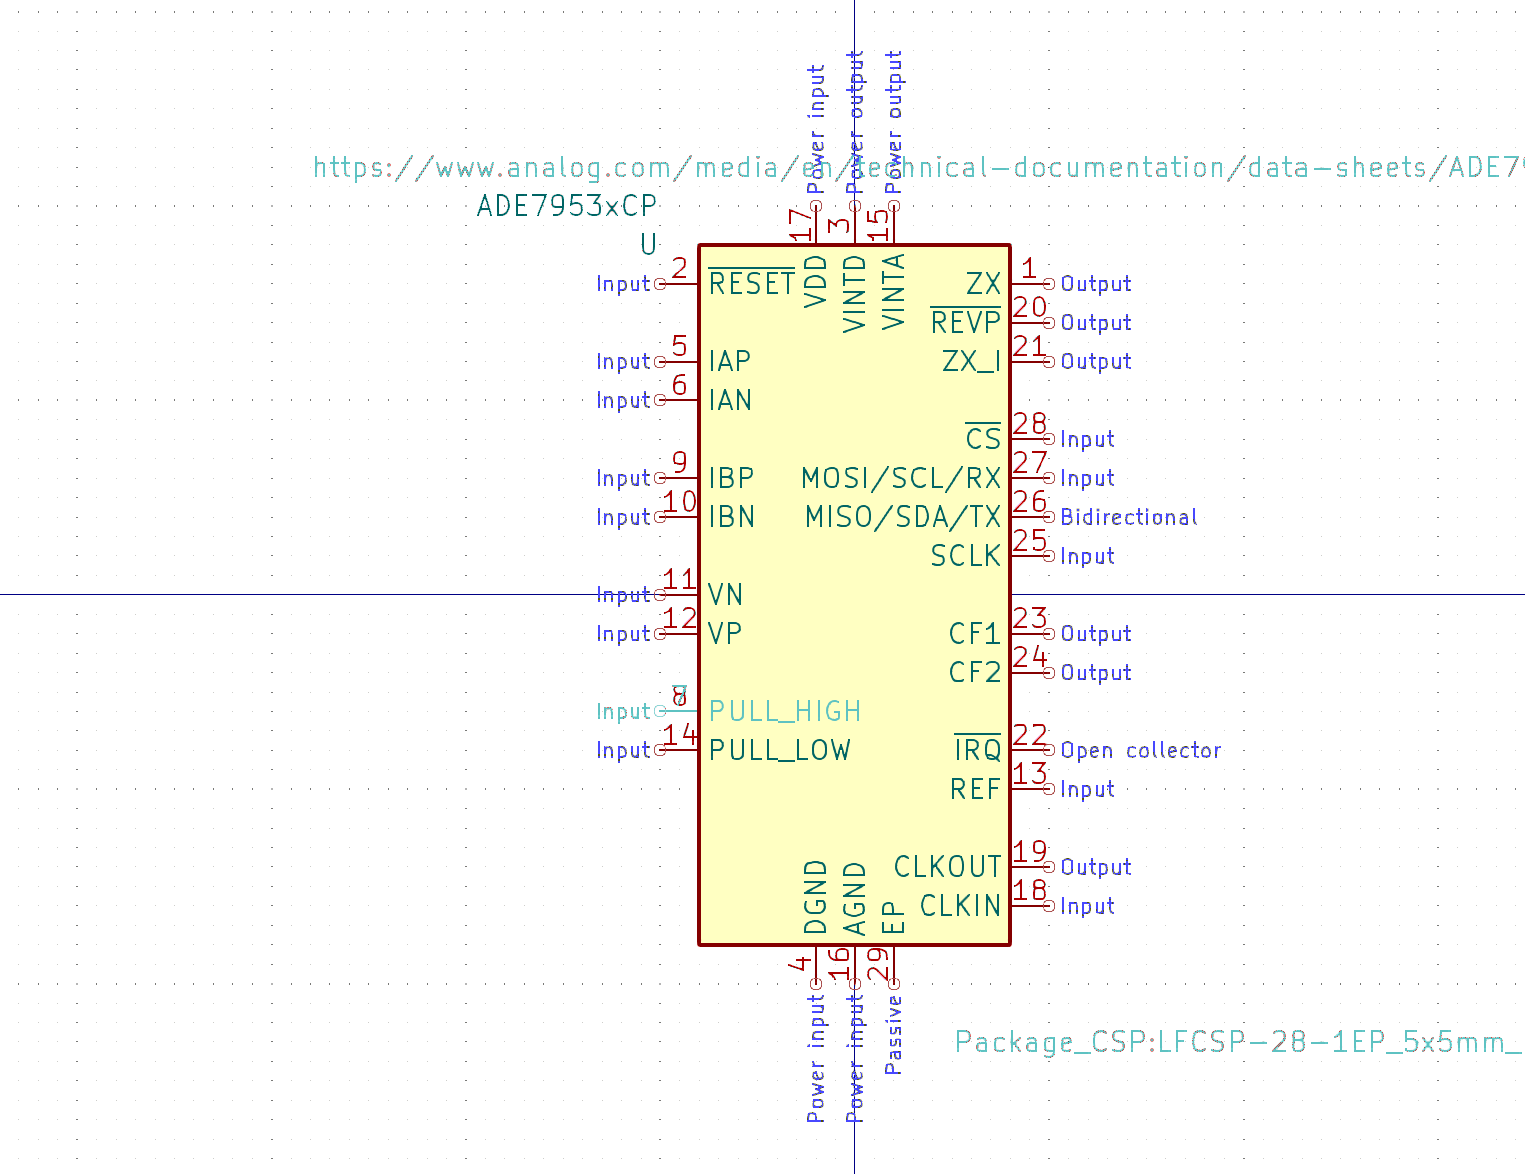 Power input
Power output
Power output
https://www.analog.com/media/en/technical-documentation/data-sheets/ADE79
ADE7953xCP
U
17
3
15
VDD
VINTD
VINTA
Input 2 RESET
ZX 1 Output
REVP 20 Output
Input 5 IAP
ZX_I 21 Output
Input 6 IAN
CS 28 Input
Input 9 IBP
MOSI/SCL/RX 27 Input
Input 10 IBN
MISO/SDA/TX 26 Bidirectional
SCLK 25 Input
Input 11 VN
Input 12 VP
CF1 23 Output
CF2 24 Output
Input 8 PULL_HIGH
7
Input 14 PULL_LOW
IRQ 22 Open collector
REF 13 Input
CLKOUT 19 Output
CLKIN 18 Input
DGND
AGND
EP
4
16
29
Power input
Power input
Passive
Package_CSP:LFCSP-28-1EP_5x5mm_